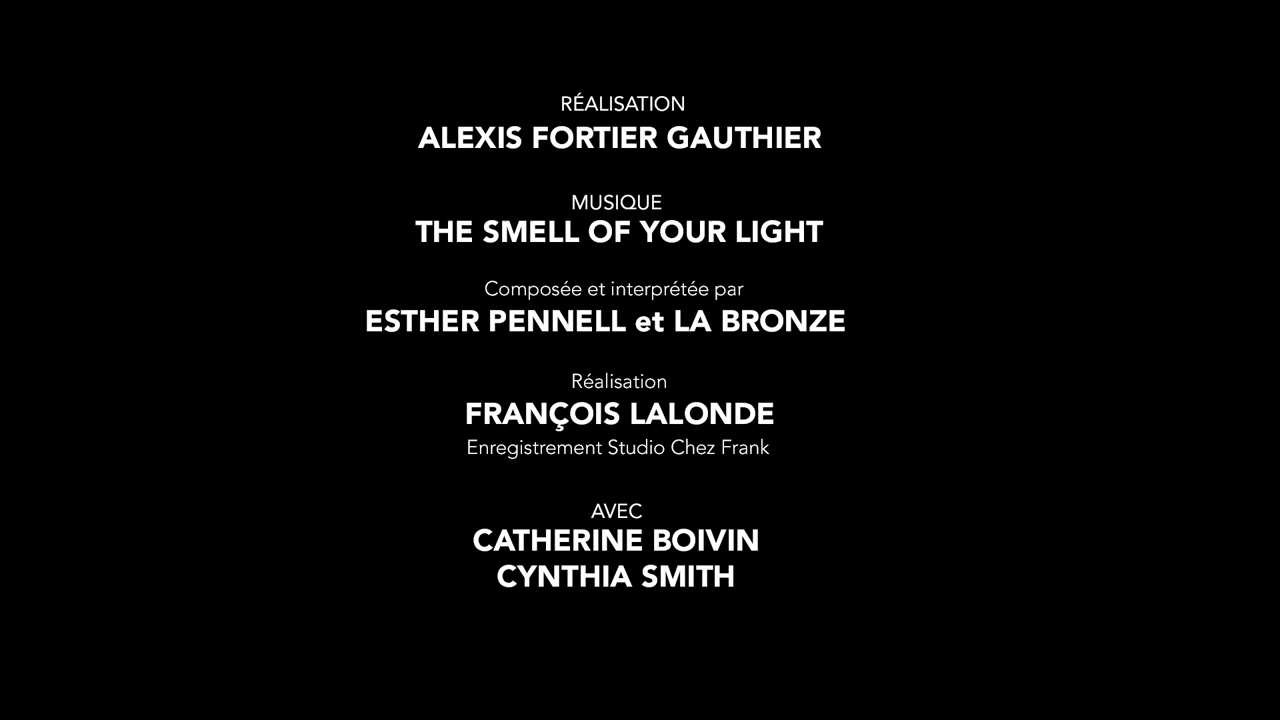 RÉALISATION
ALEXIS FORTIER GAUTHIER
MUSIQUE
THE SMELL OF YOUR LIGHT
Composée et interprétée par
ESTHER PENNELL et LA BRONZE
Réalisation
FRANÇOIS LALONDE
Enregistrement Studio Chez Frank
AVEC
CATHERINE BOIVIN
CYNTHIA SMITH